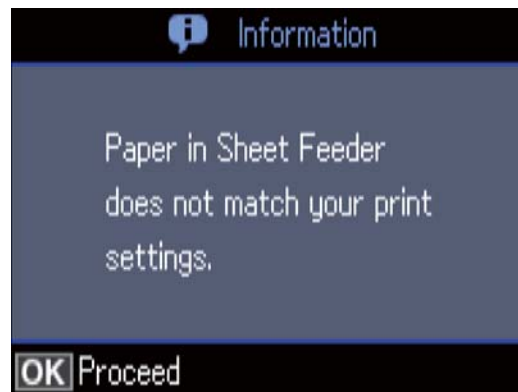 Information
Paper in Sheet Feeder
does not match your print
settings.
OK Proceed